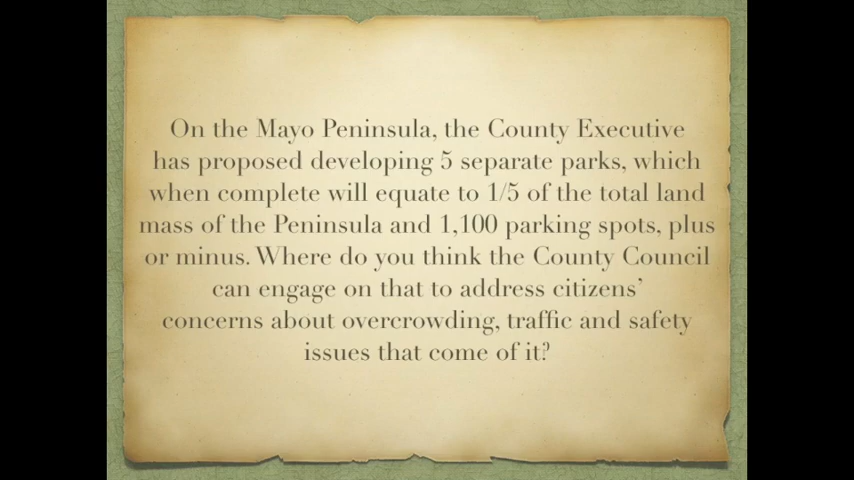 On the Mayo Peninsula, the County Executive
has proposed developing 5 separate parks, which
when complete will equate to 1/5 of the total land
mass of the Peninsula and 1,100 parking spots, plus
or minus. Where do you think the County Council
can engage on that to address citizens’
concerns about overcrowding, traffic and safety
issues that come of it?